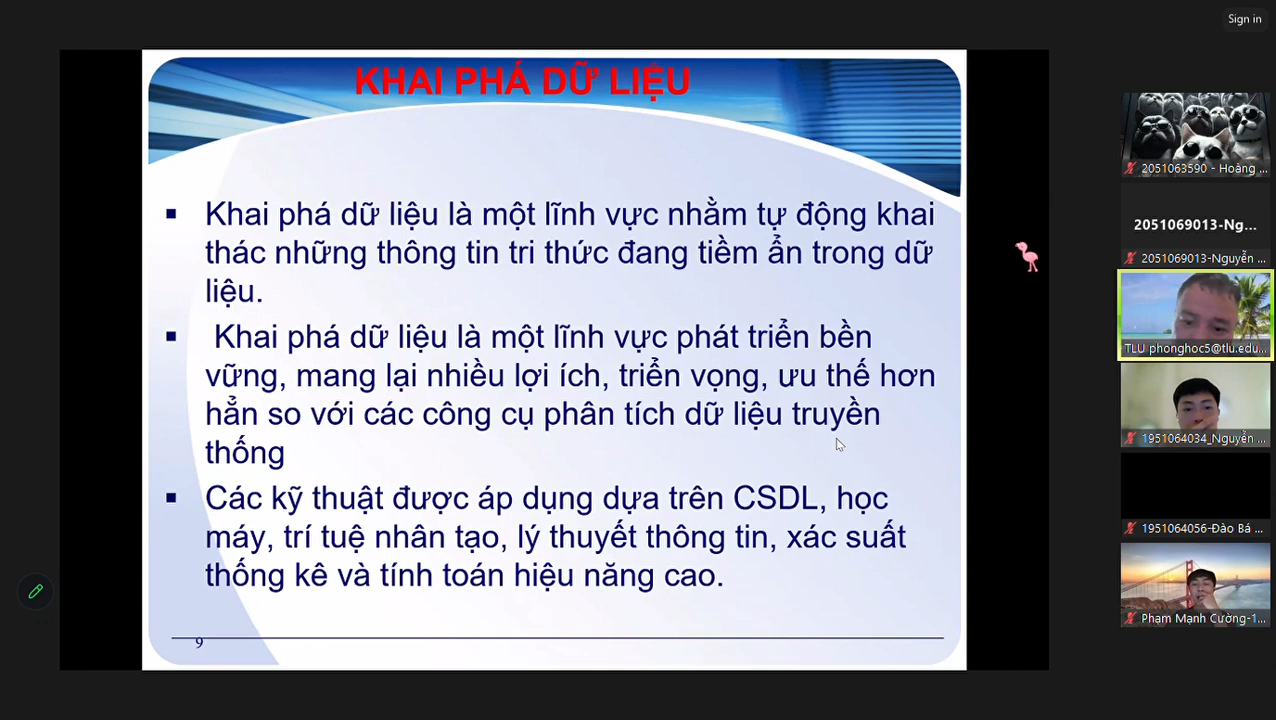 Sign in
KHAI PHÁ DỮ LIỆU
▪ Khai phá dữ liệu là một lĩnh vực nhằm tự động khai
thác những thông tin tri thức đang tiềm ẩn trong dữ
liệu.
▪ Khai phá dữ liệu là một lĩnh vực phát triển bền
vững, mang lại nhiều lợi ích, triển vọng, ưu thế hơn
hẳn so với các công cụ phân tích dữ liệu truyền
thống
▪ Các kỹ thuật được áp dụng dựa trên CSDL, học
máy, trí tuệ nhân tạo, lý thuyết thông tin, xác suất
thống kê và tính toán hiệu năng cao.
9
2051063590 - Hoàng ...
2051069013-Ng...
2051069013-Nguyễn ...
TLU phonghoc5@tlu.edu...
1951064034_Nguyễn ...
1951064056-Đào Bá ...
Phạm Mạnh Cường-1...